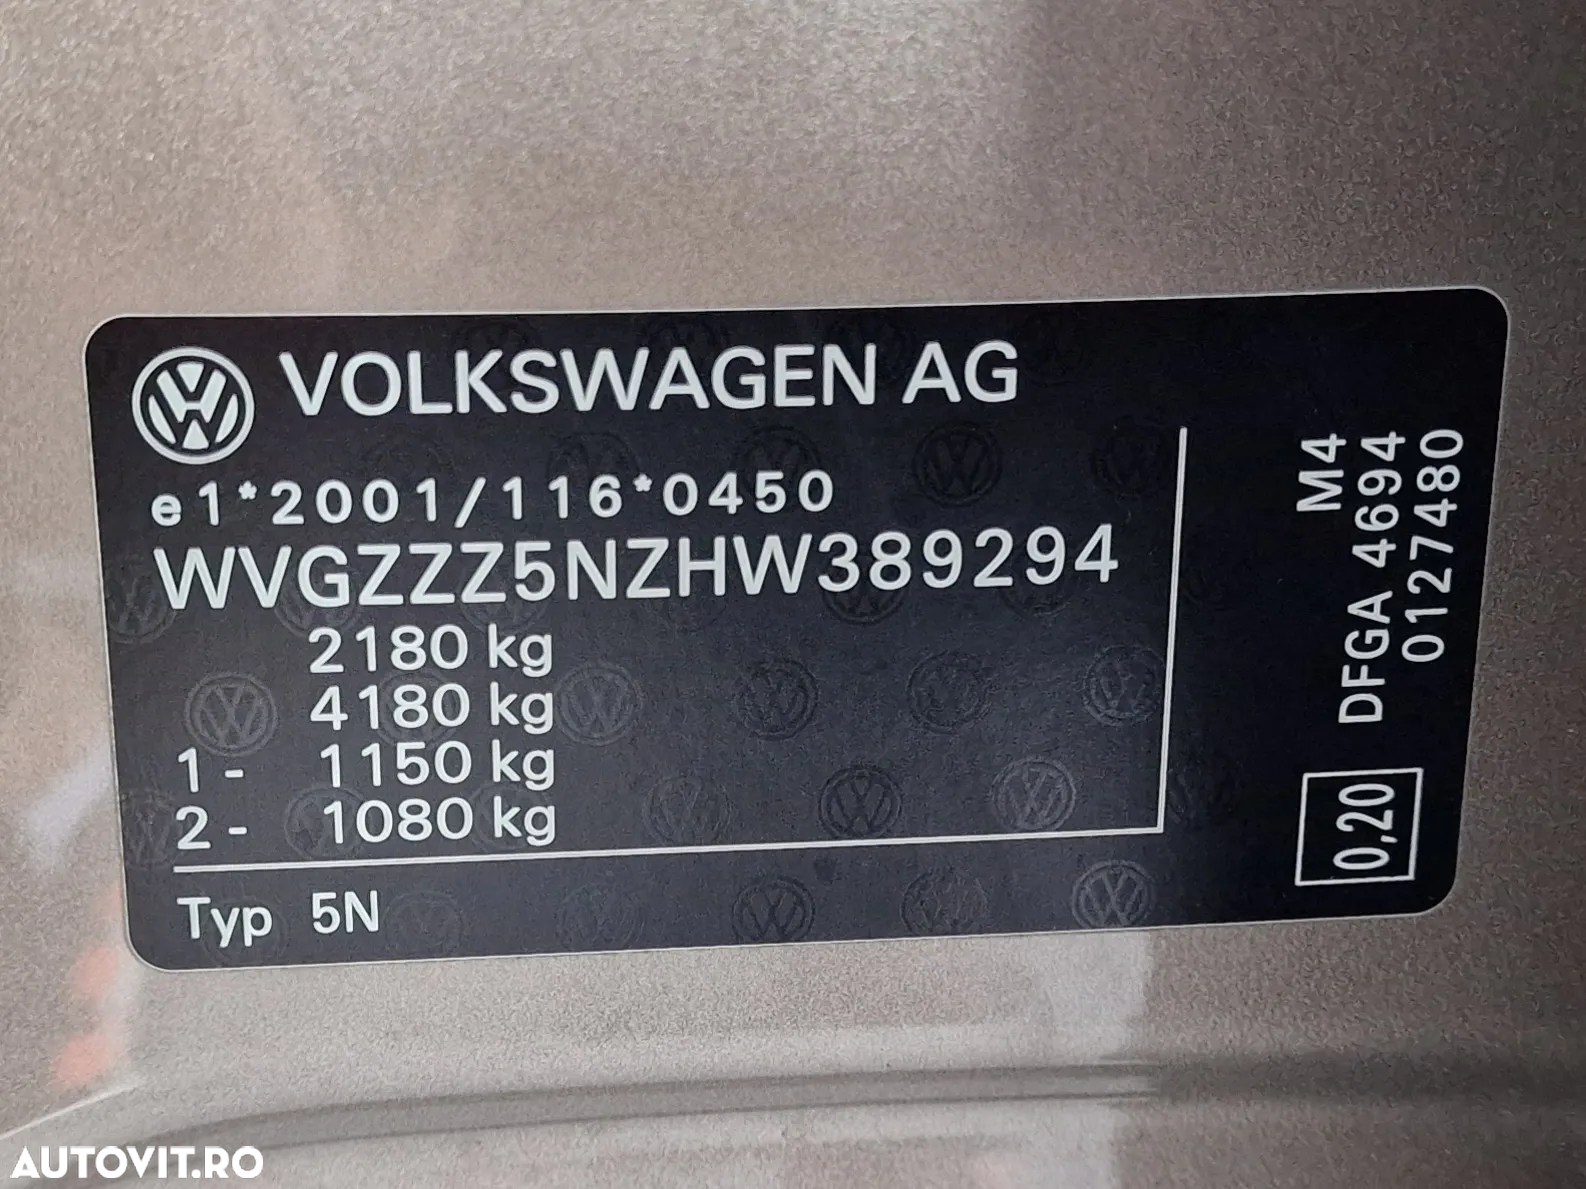 VOLKSWAGEN AG
e1*2001/116*0450
WVGZZZ5NZHW389294
2180 kg
4180 kg
1 - 1150 kg
2 - 1080 kg
Typ 5N
M4
DFGA 4694
0127480
0,20
AUTOVIT.RO